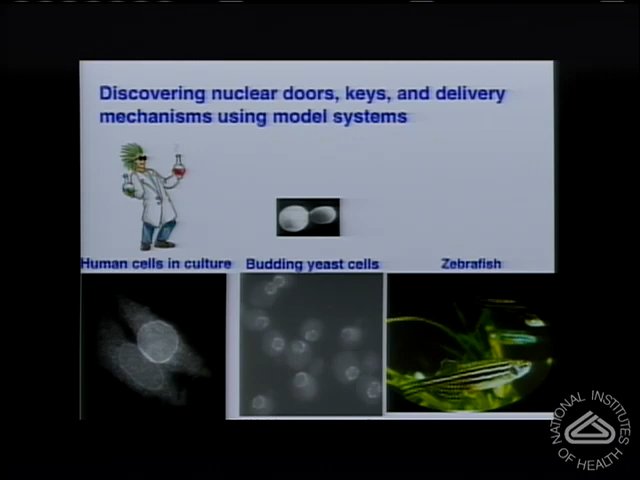 Discovering nuclear doors, keys, and delivery
mechanisms using model systems
Human cells in culture
Budding yeast cells
Zebrafish
NATIONAL INSTITUTES
OF HEALTH